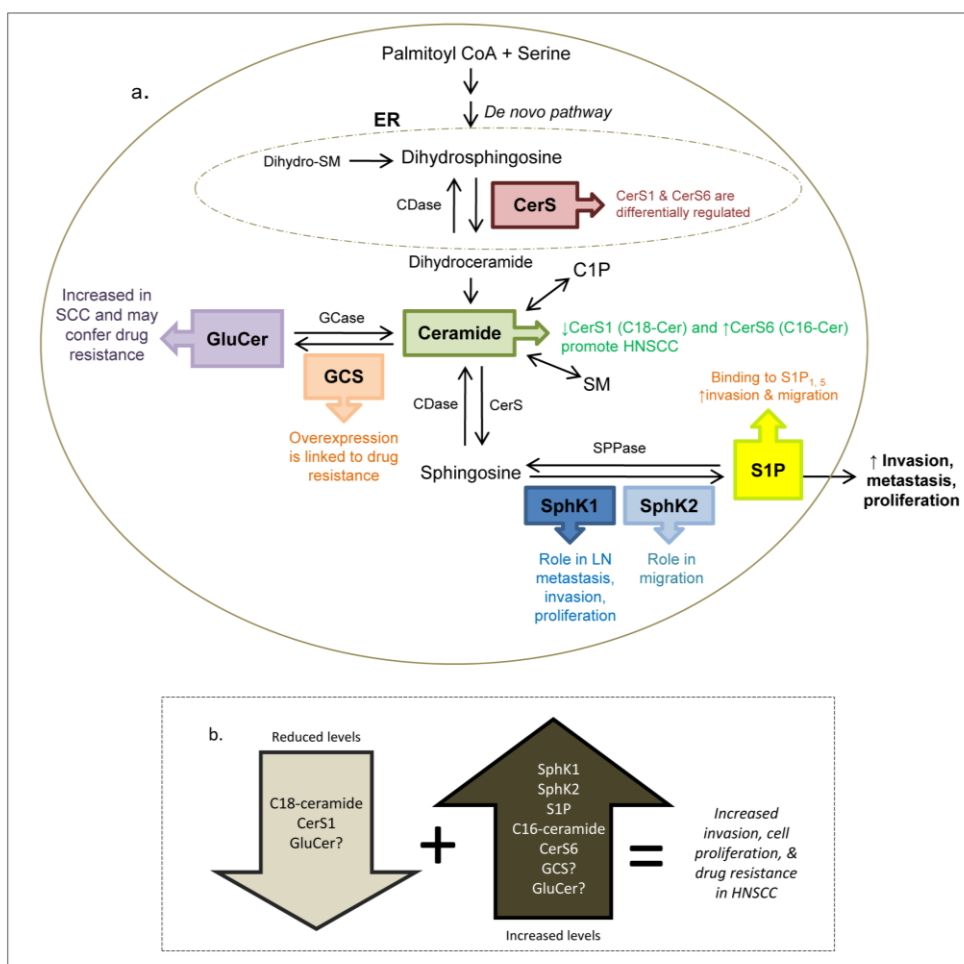 Palmitoyl CoA + Serine
a.
De novo pathway
ER
Dihydro-SM
Dihydrosphingosine
CDase
CerS
CerS1 & CerS6 are
differentially regulated
Dihydroceramide
C1P
Increased in
SCC and may
confer drug
resistance
GluCer
GCase
Ceramide
↓CerS1 (C18-Cer) and ↑CerS6 (C16-Cer)
promote HNSCC
GCS
SM
Overexpression
is linked to drug
resistance
CDase
CerS
Binding to S1P1, 5
↑invasion & migration
Sphingosine
SPPase
S1P
↑ Invasion,
metastasis,
proliferation
SphK1
SphK2
Role in LN
metastasis,
invasion,
proliferation
Role in
migration
b.
Reduced levels
C18-ceramide
CerS1
GluCer?
+
SphK1
SphK2
S1P
C16-ceramide
CerS6
GCS?
GluCer?
Increased levels
=
Increased
invasion, cell
proliferation, &
drug resistance
in HNSCC